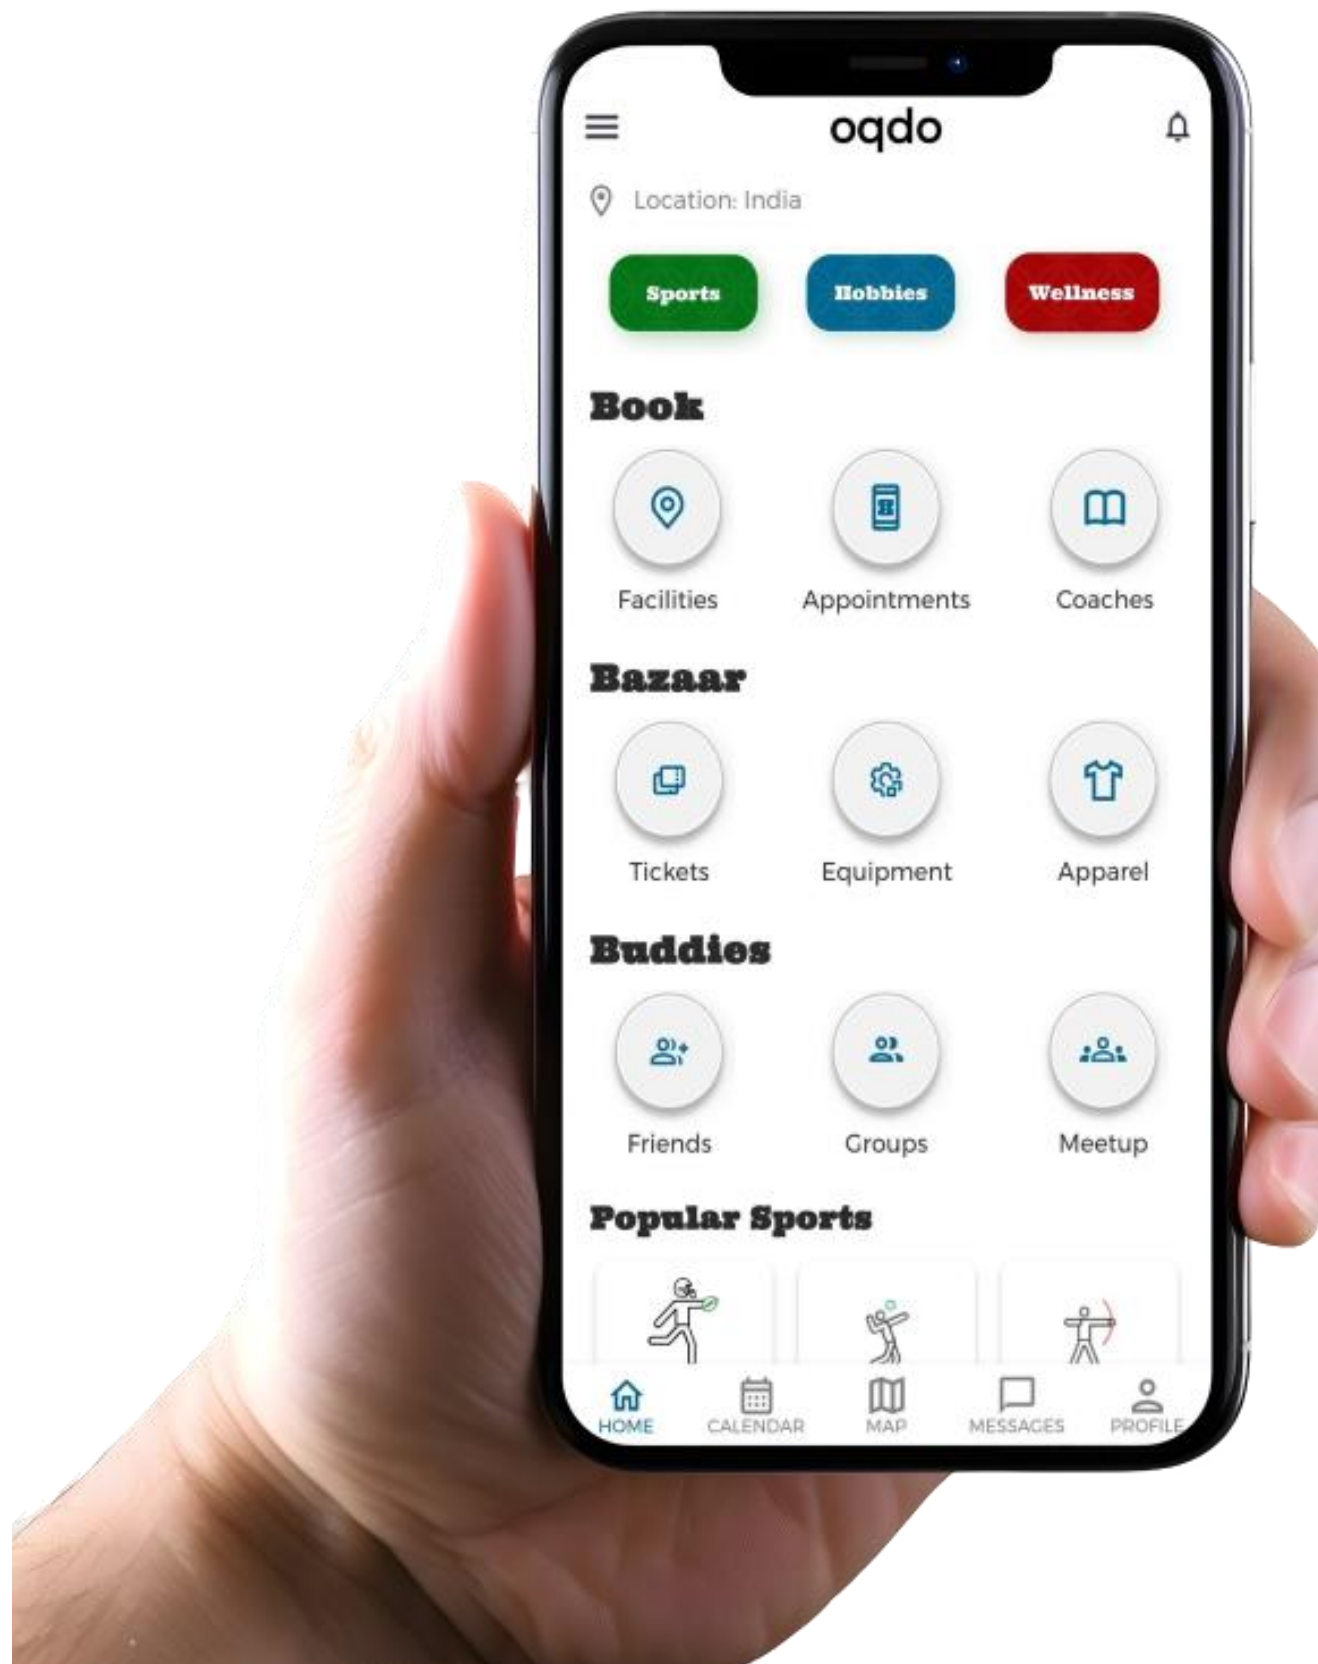 oqdo
Location: India
Sports Hobbies Wellness
Book
Facilities Appointments Coaches
Bazaar
Tickets Equipment Apparel
Buddies
Friends Groups Meetup
Popular Sports
HOME CALENDAR MAP MESSAGES PROFILE